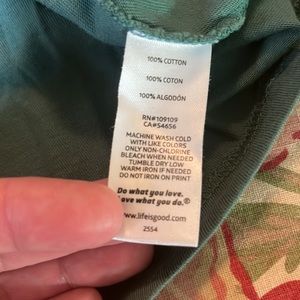 100% COTTON
100% COTON
100% ALGODÓN
RN#109109
CA#54656
MACHINE WASH COLD
WITH LIKE COLORS
ONLY NON-CHLORINE
BLEACH WHEN NEEDED
TUMBLE DRY LOW
WARM IRON IF NEEDED
DO NOT IRON ON PRINT
Do what you love.
Love what you do.®
www.lifeisgood.com
2554